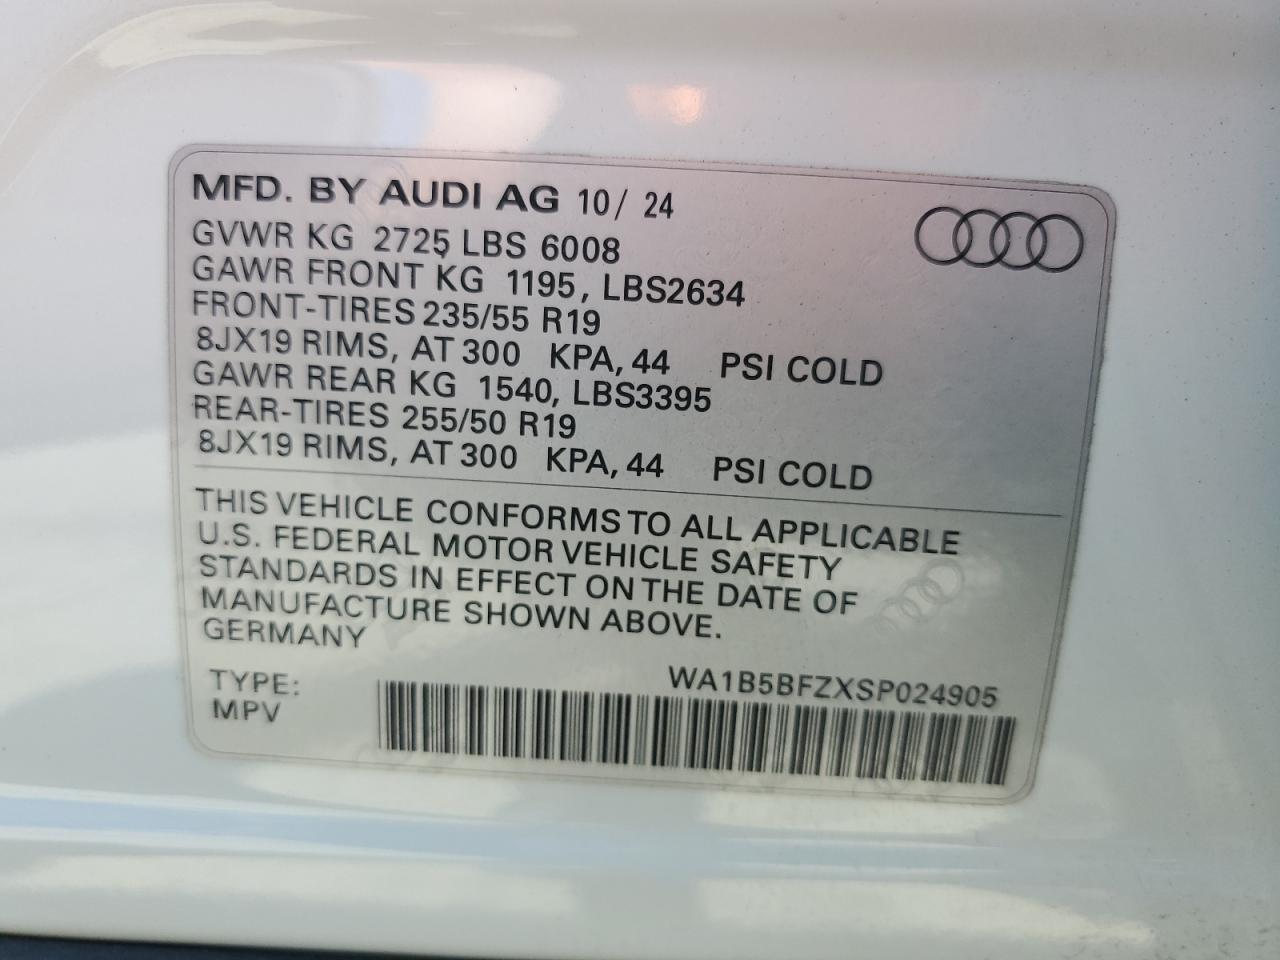 MFD. BY AUDI AG 10/ 24
GVWR KG 2725 LBS 6008
GAWR FRONT KG 1195, LBS2634
FRONT-TIRES 235/55 R19
8JX19 RIMS, AT 300 KPA, 44 PSI COLD
GAWR REAR KG 1540, LBS3395
REAR-TIRES 255/50 R19
8JX19 RIMS, AT 300 KPA, 44 PSI COLD
THIS VEHICLE CONFORMS TO ALL APPLICABLE
U.S. FEDERAL MOTOR VEHICLE SAFETY
STANDARDS IN EFFECT ON THE DATE OF
MANUFACTURE SHOWN ABOVE.
GERMANY
WA1B5BFZXSP024905
TYPE:
MPV